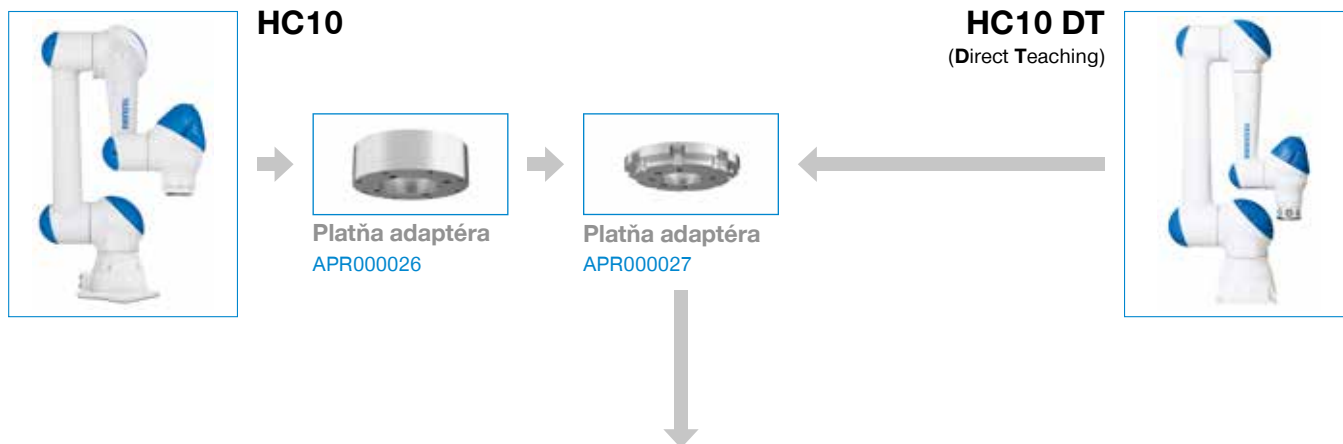 HC10
HC10 DT
(Direct Teaching)
Platňa adaptéra
APR000026
Platňa adaptéra
APR000027